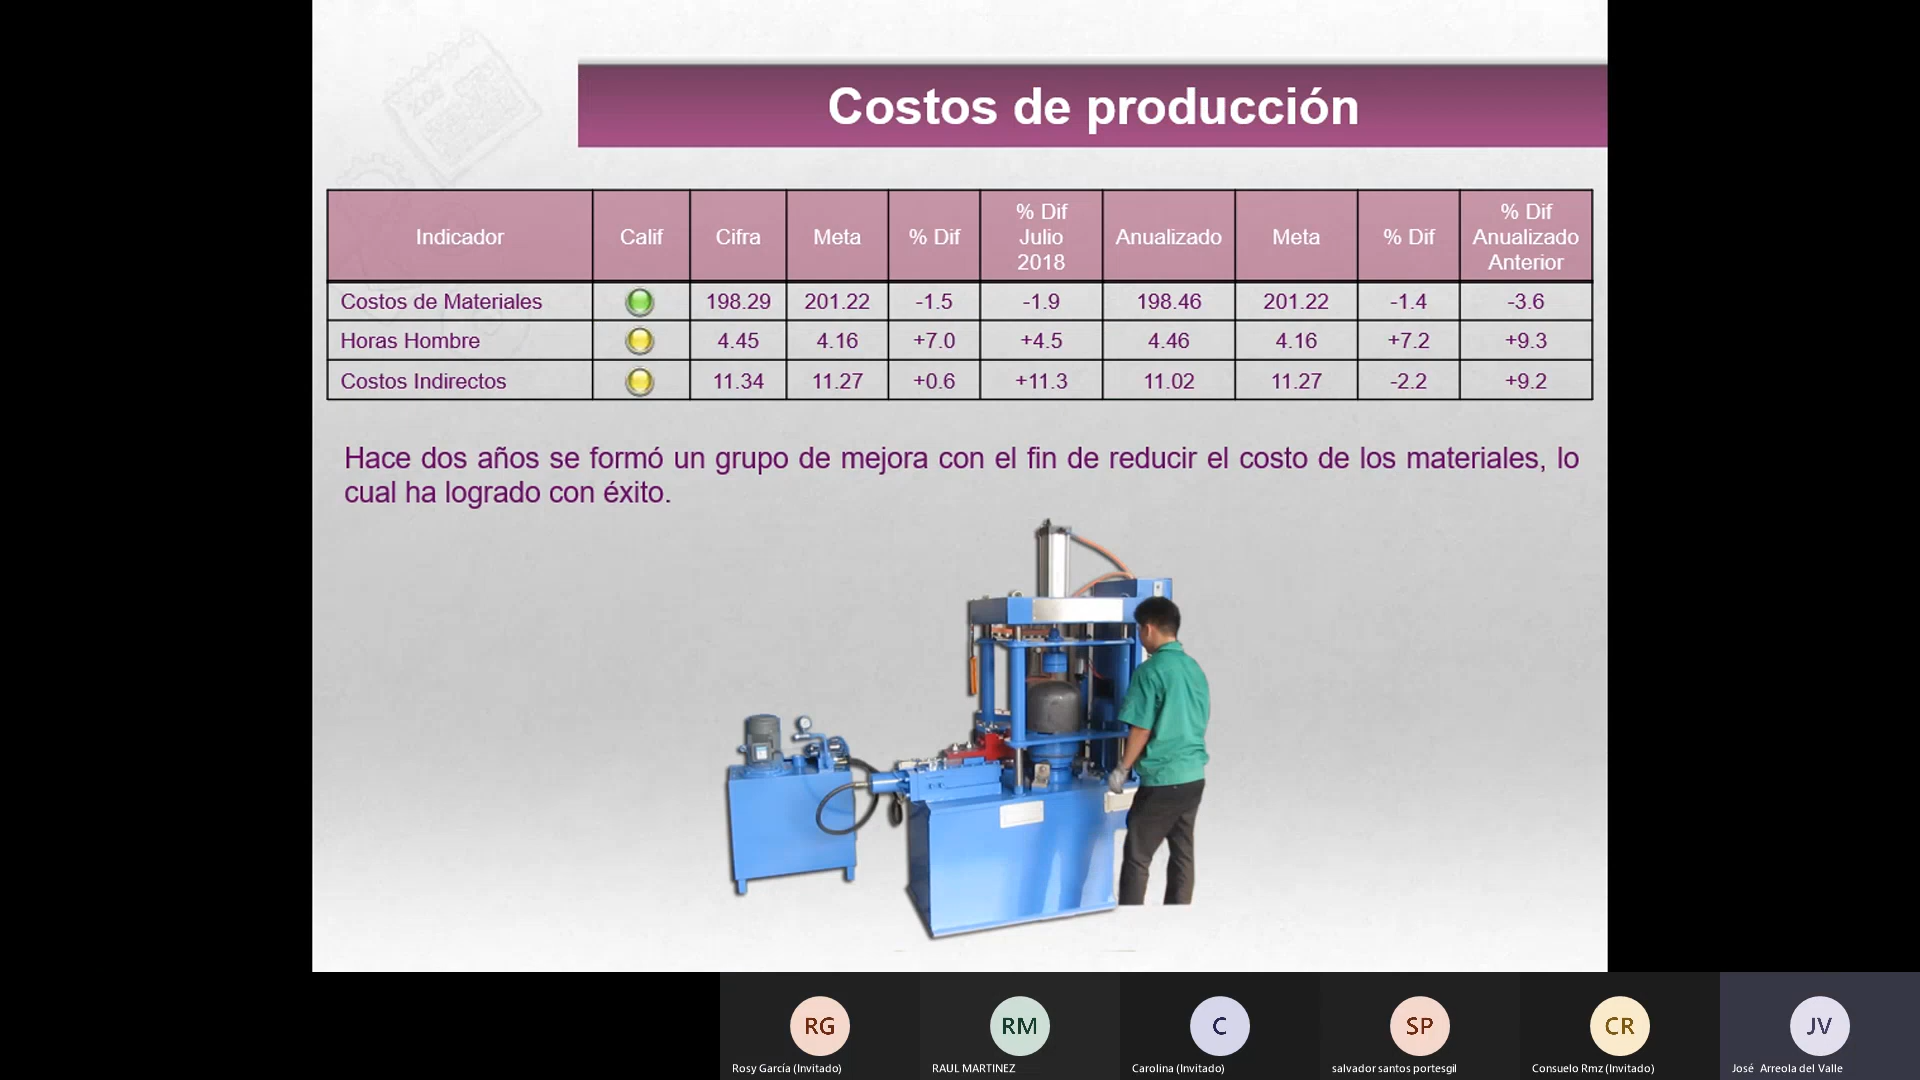 Costos de producción
Indicador Calif Cifra Meta % Dif % Dif Julio 2018 Anualizado Meta % Dif % Dif Anualizado Anterior
Costos de Materiales 198.29 201.22 -1.5 -1.9 198.46 201.22 -1.4 -3.6
Horas Hombre 4.45 4.16 +7.0 +4.5 4.46 4.16 +7.2 +9.3
Costos Indirectos 11.34 11.27 +0.6 +11.3 11.02 11.27 -2.2 +9.2
Hace dos años se formó un grupo de mejora con el fin de reducir el costo de los materiales, lo
cual ha logrado con éxito.
RG RM C SP CR JV
Rosy García (Invitado) RAUL MARTINEZ Carolina (Invitado) salvador santos portesgil Consuelo Rmz (Invitado) José Arreola del Valle